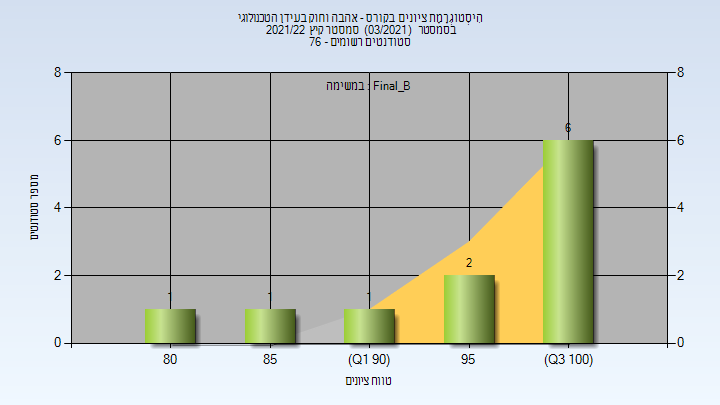 הִיסְטוֹגְרָמַת ציונים בקורס - אהבה וחוק בעידן הטכנולוגי
בסמסטר (03/2021) סמסטר קיץ 2021/22
סטודנטים רשומים - 76
במשימה : Final_B
8 8
6 6
4 4
2 2
0 0
מספר סטודנטים
1 1 1 2 6
80 85 (Q1 90) 95 (Q3 100)
טווח ציונים